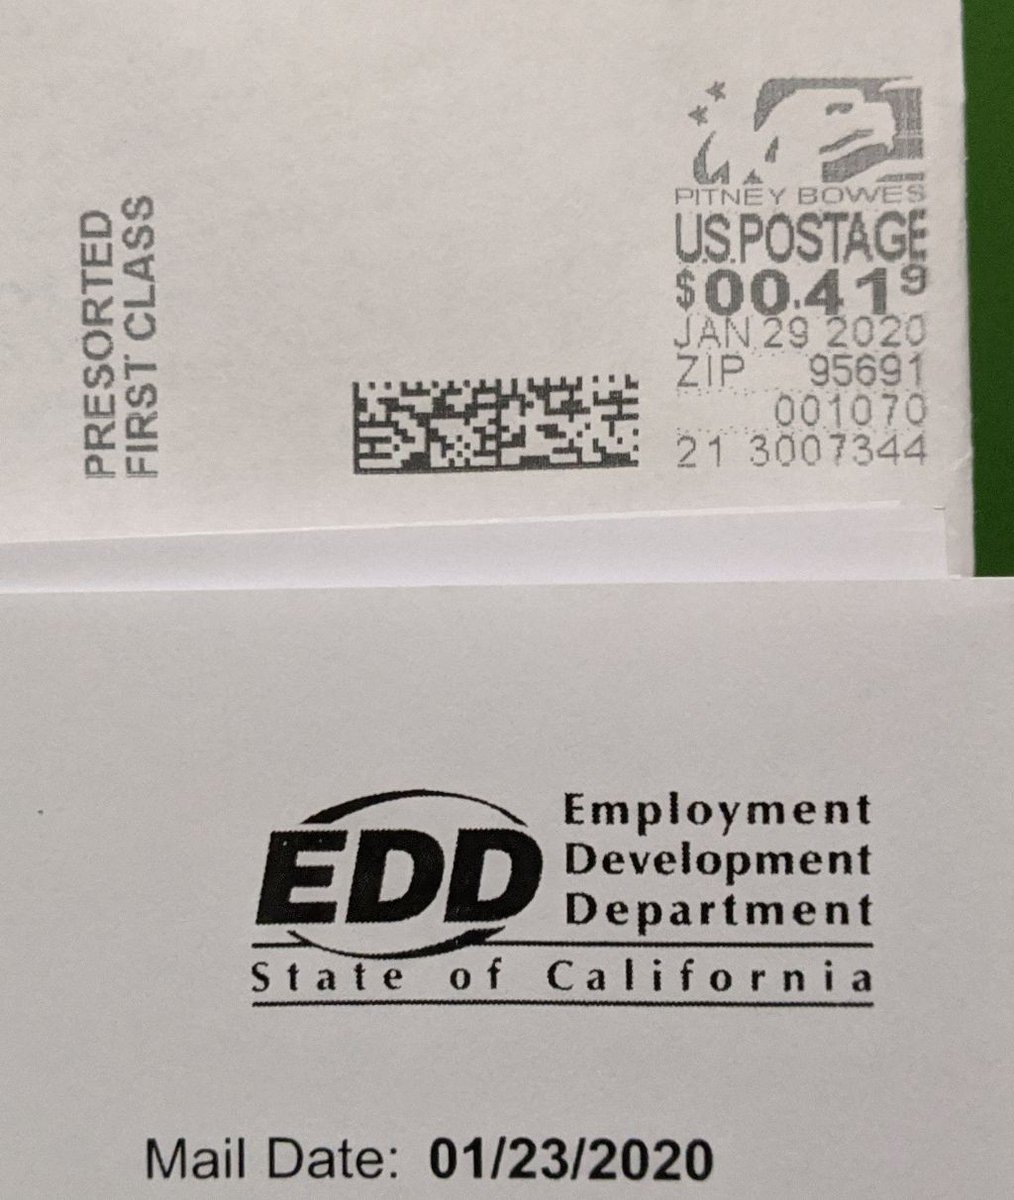 PRESORTED
FIRST CLASS
PITNEY BOWES
U.S. POSTAGE
$00.41⁹
JAN 29 2020
ZIP 95691
001070
21 3007344
EDD
Employment
Development
Department
State of California
Mail Date: 01/23/2020